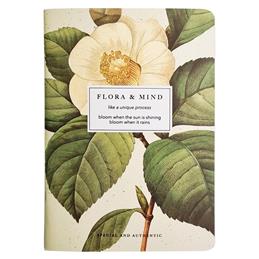 FLORA & MIND
like a unique process
bloom when the sun is shining
bloom when it rains
SPECIAL AND AUTHENTIC